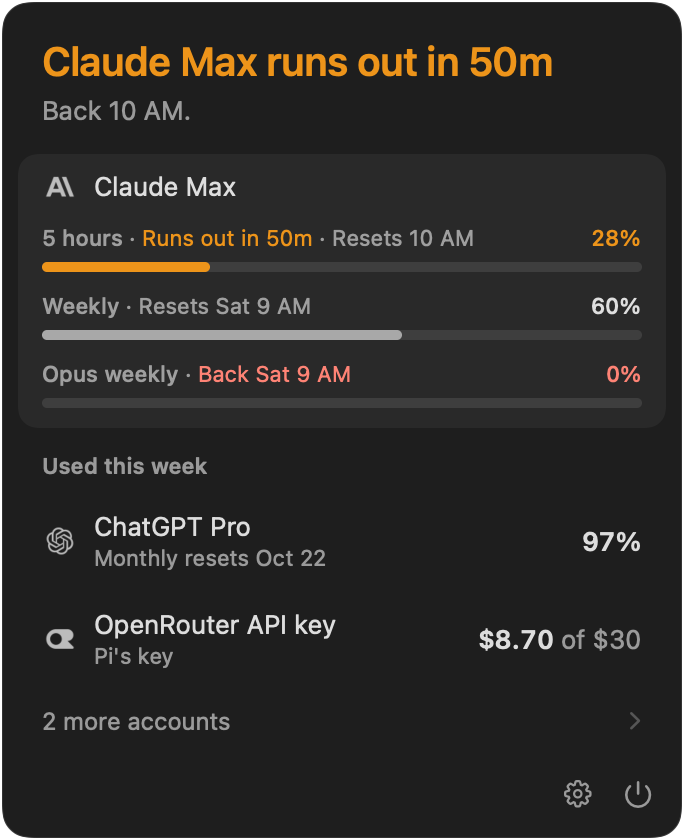 Claude Max runs out in 50m
Back 10 AM.
Claude Max
5 hours · Runs out in 50m · Resets 10 AM 28%
Weekly · Resets Sat 9 AM 60%
Opus weekly · Back Sat 9 AM 0%
Used this week
ChatGPT Pro
Monthly resets Oct 22
97%
OpenRouter API key
Pi's key
$8.70 of $30
2 more accounts